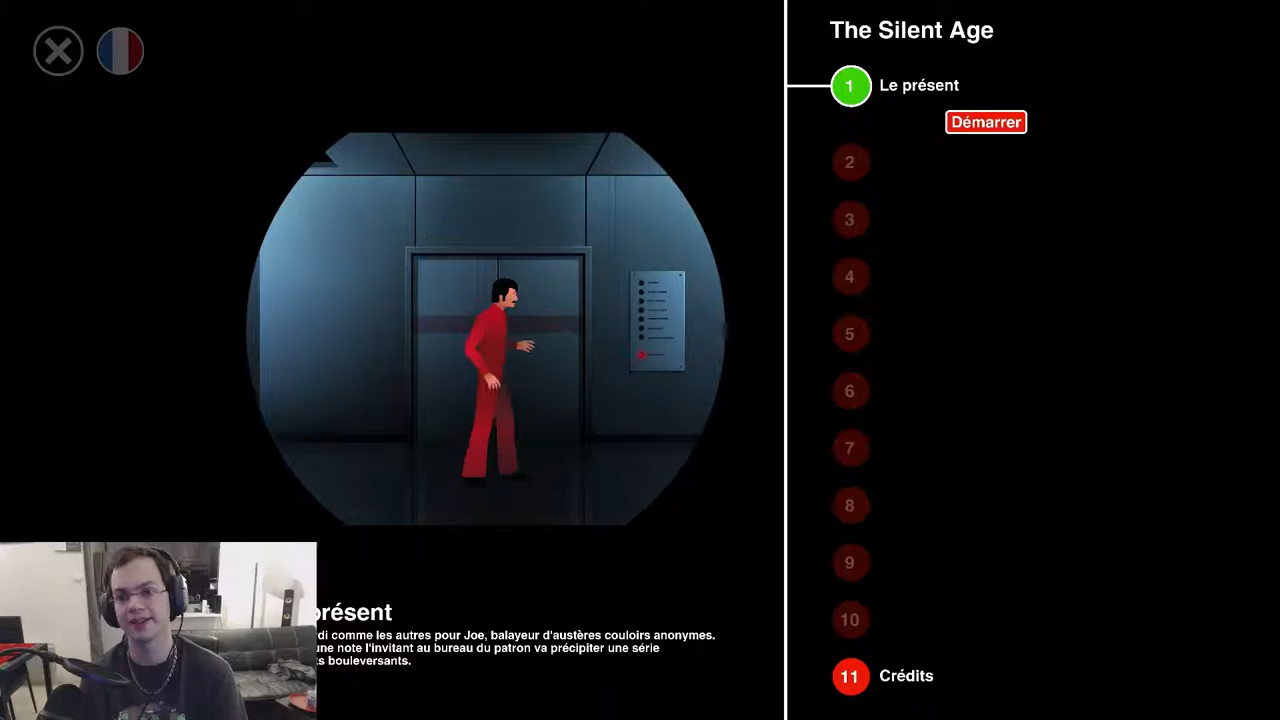 The Silent Age
1 Le présent
Démarrer
2
3
4
5
6
7
8
9
10
11 Crédits
présent
di comme les autres pour Joe, balayeur d'austères couloirs anonymes.
une note l'invitant au bureau du patron va précipiter une série
bouleversants.